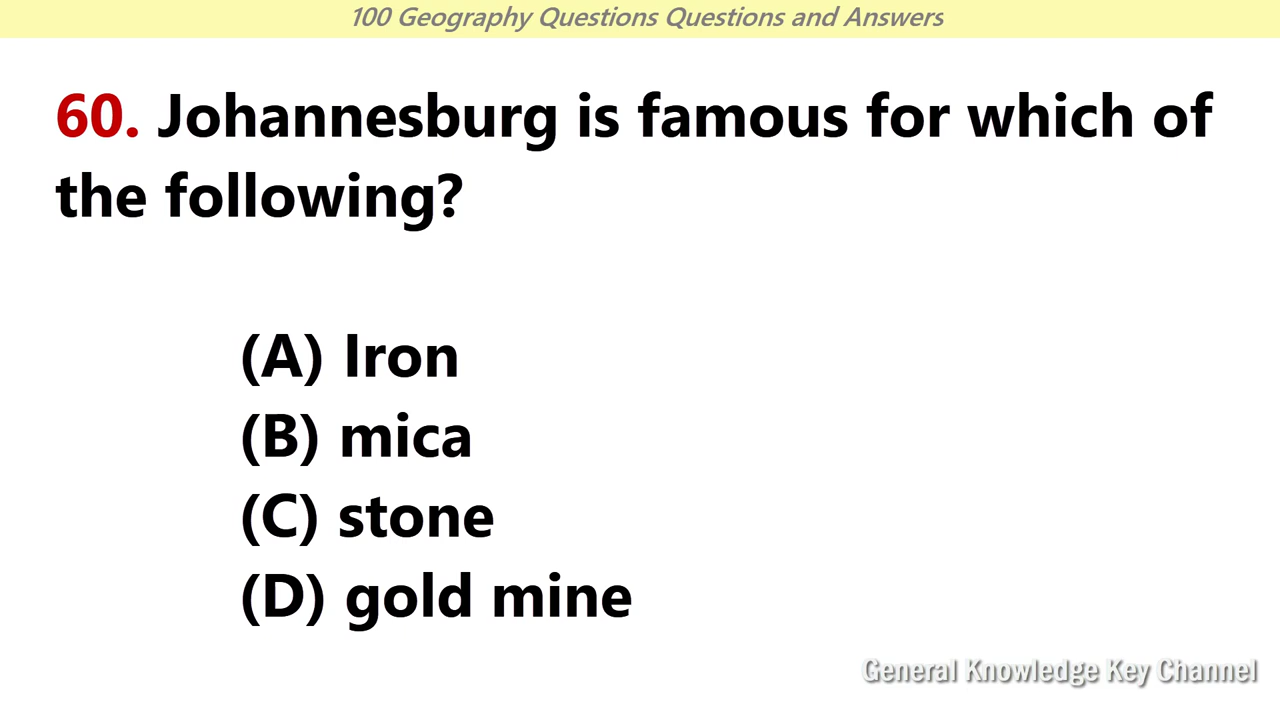 100 Geography Questions Questions and Answers
60. Johannesburg is famous for which of
the following?
(A) Iron
(B) mica
(C) stone
(D) gold mine
General Knowledge Key Channel